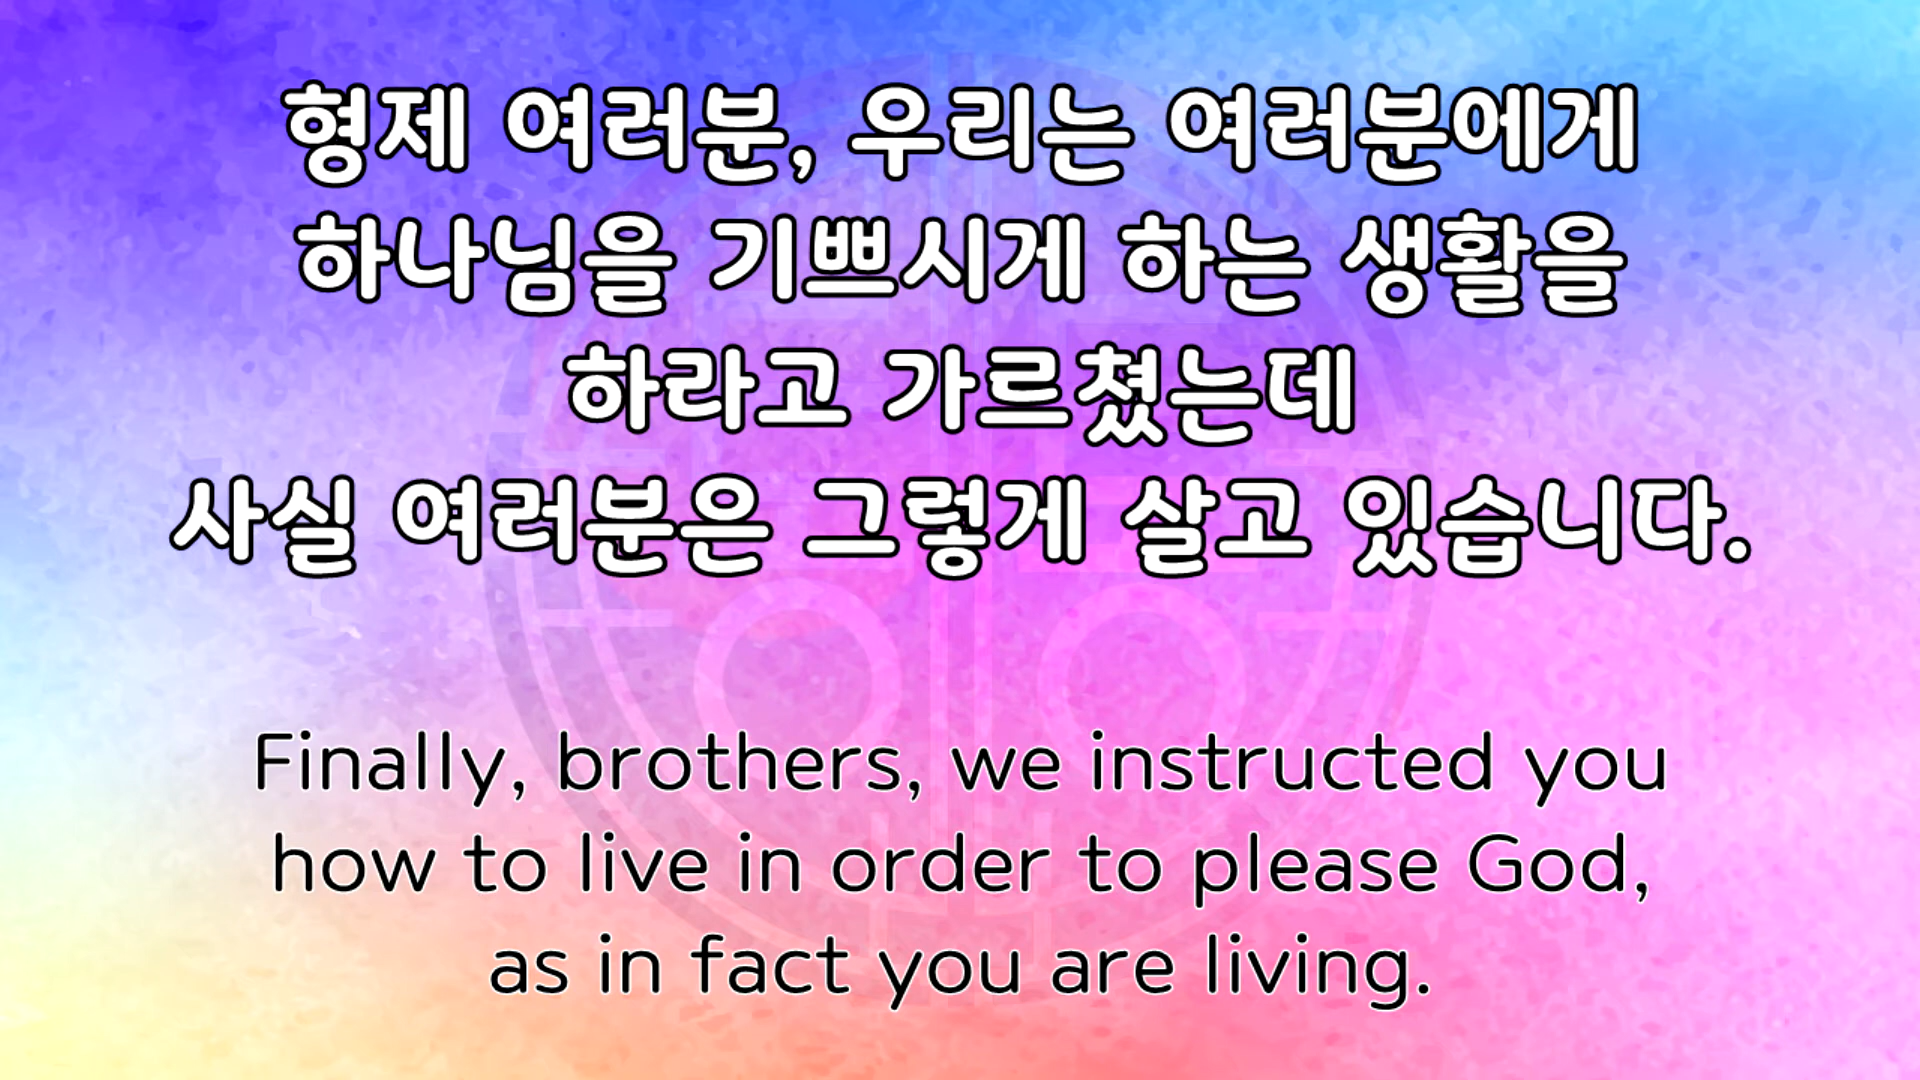 형제 여러분, 우리는 여러분에게
하나님을 기쁘시게 하는 생활을
하라고 가르쳤는데
사실 여러분은 그렇게 살고 있습니다.
Finally, brothers, we instructed you
how to live in order to please God,
as in fact you are living.